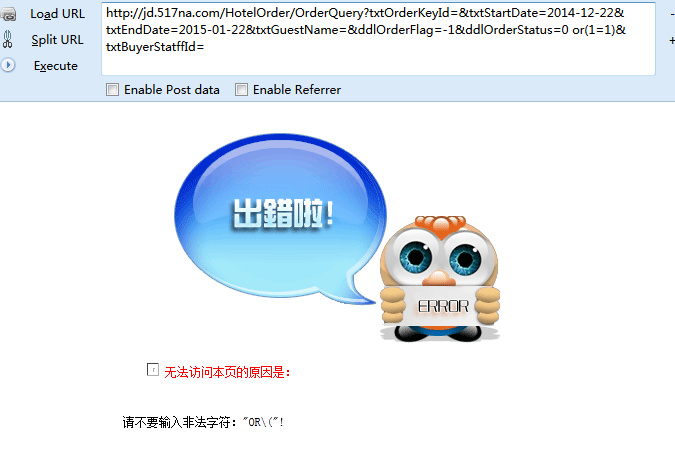 Load URL
Split URL
Execute
http://jd.517na.com/HotelOrder/OrderQuery?txtOrderKeyId=&txtStartDate=2014-12-22&
txtEndDate=2015-01-22&txtGuestName=&ddlOrderFlag=-1&ddlOrderStatus=0 or(1=1)&
txtBuyerStatffId=
Enable Post data Enable Referrer
出錯啦!
ERROR
无法访问本页的原因是:
请不要输入非法字符："OR\("!